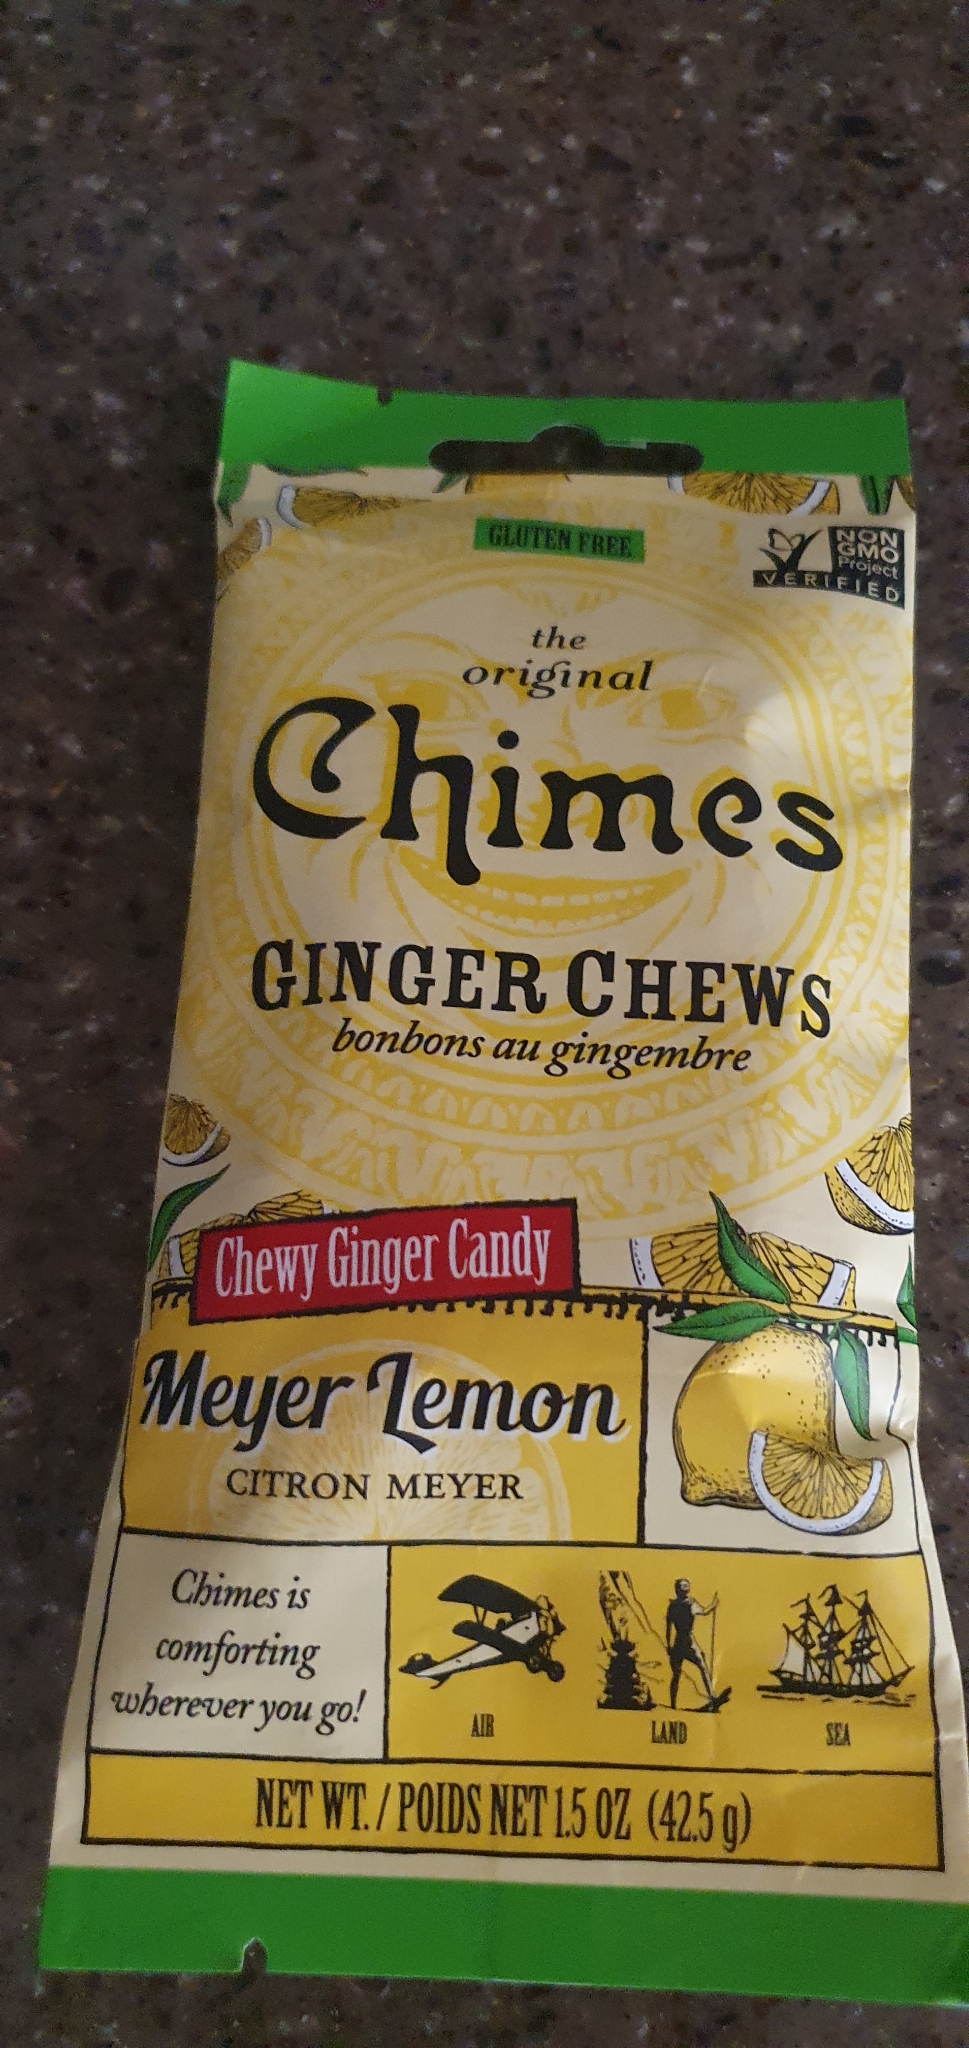 GLUTEN FREE
NON
GMO
Project
VERIFIED
the
original
Chimes
GINGER CHEWS
bonbons au gingembre
Chewy Ginger Candy
Meyer Lemon
CITRON MEYER
Chimes is
comforting
wherever you go!
AIR
LAND
SEA
NET WT. / POIDS NET 1.5 OZ (42.5 g)